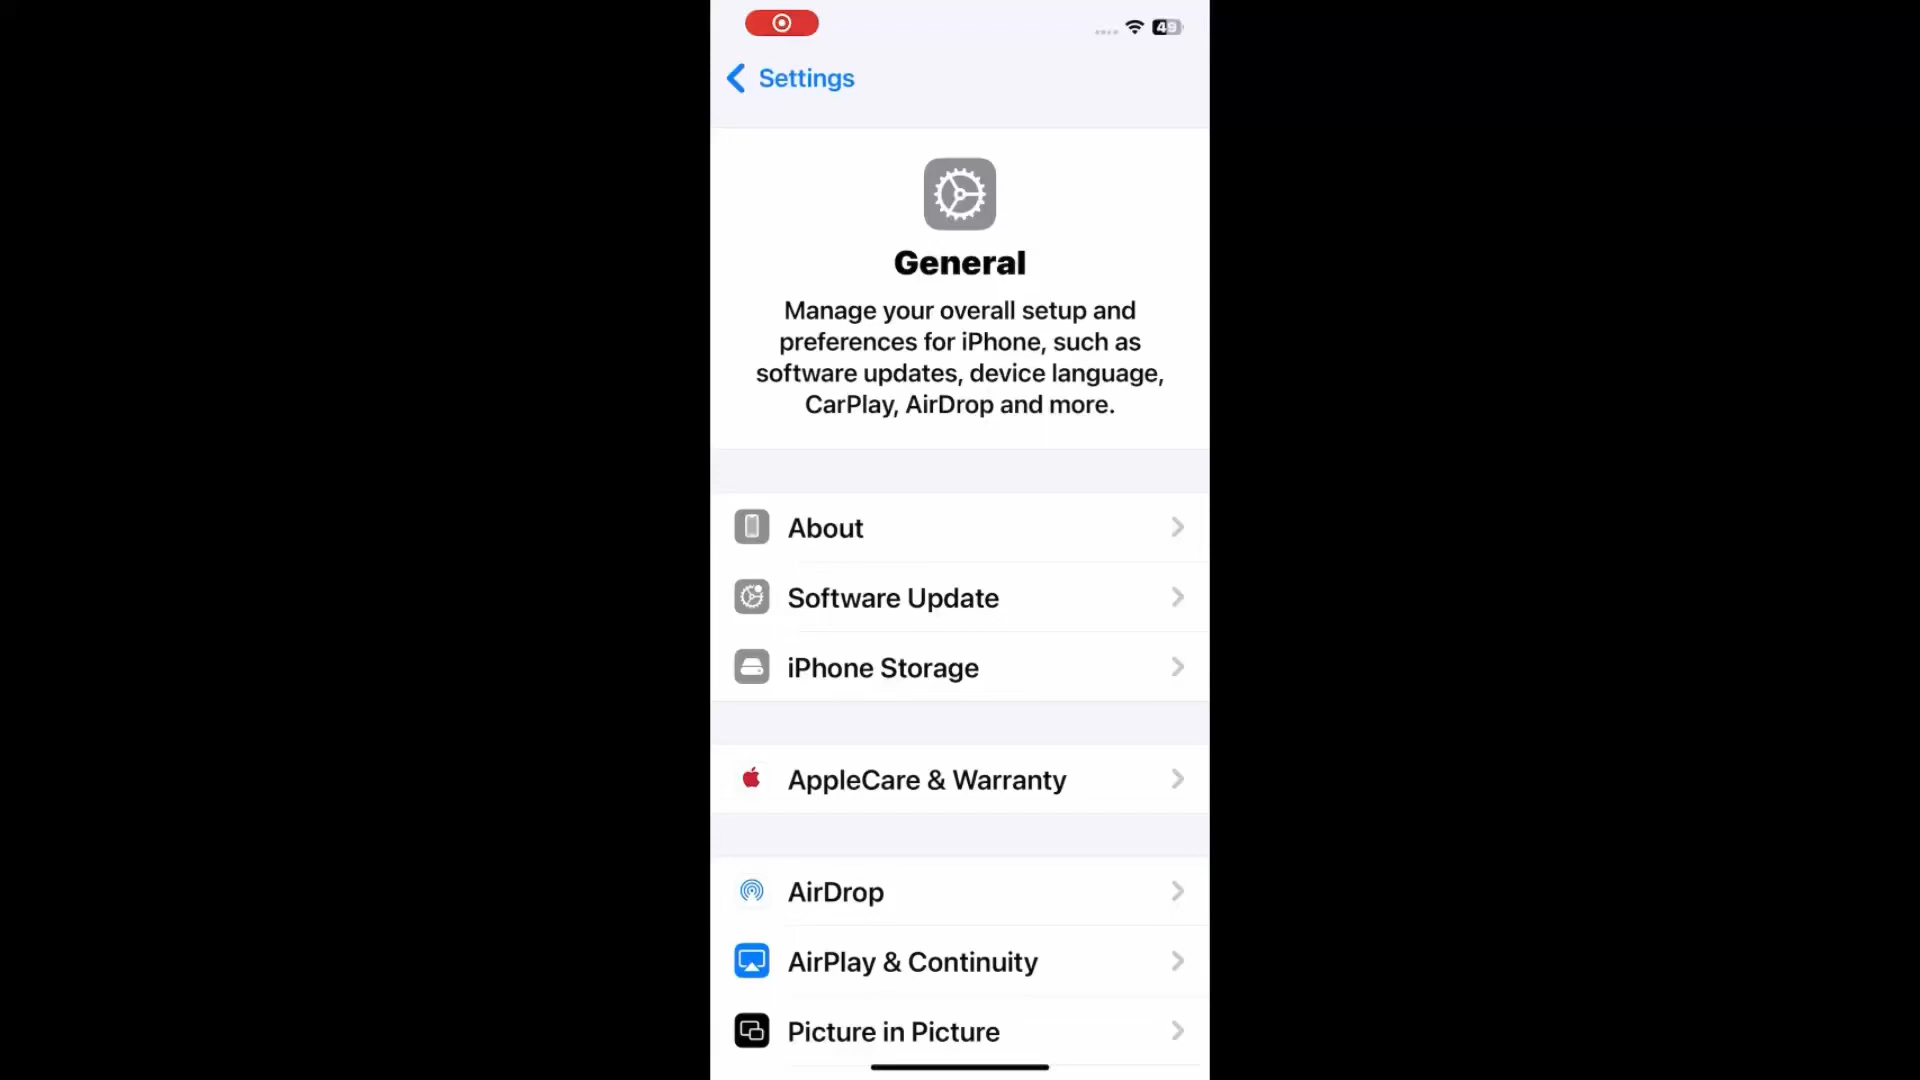 49
Settings
General
Manage your overall setup and
preferences for iPhone, such as
software updates, device language,
CarPlay, AirDrop and more.
About
Software Update
iPhone Storage
AppleCare & Warranty
AirDrop
AirPlay & Continuity
Picture in Picture